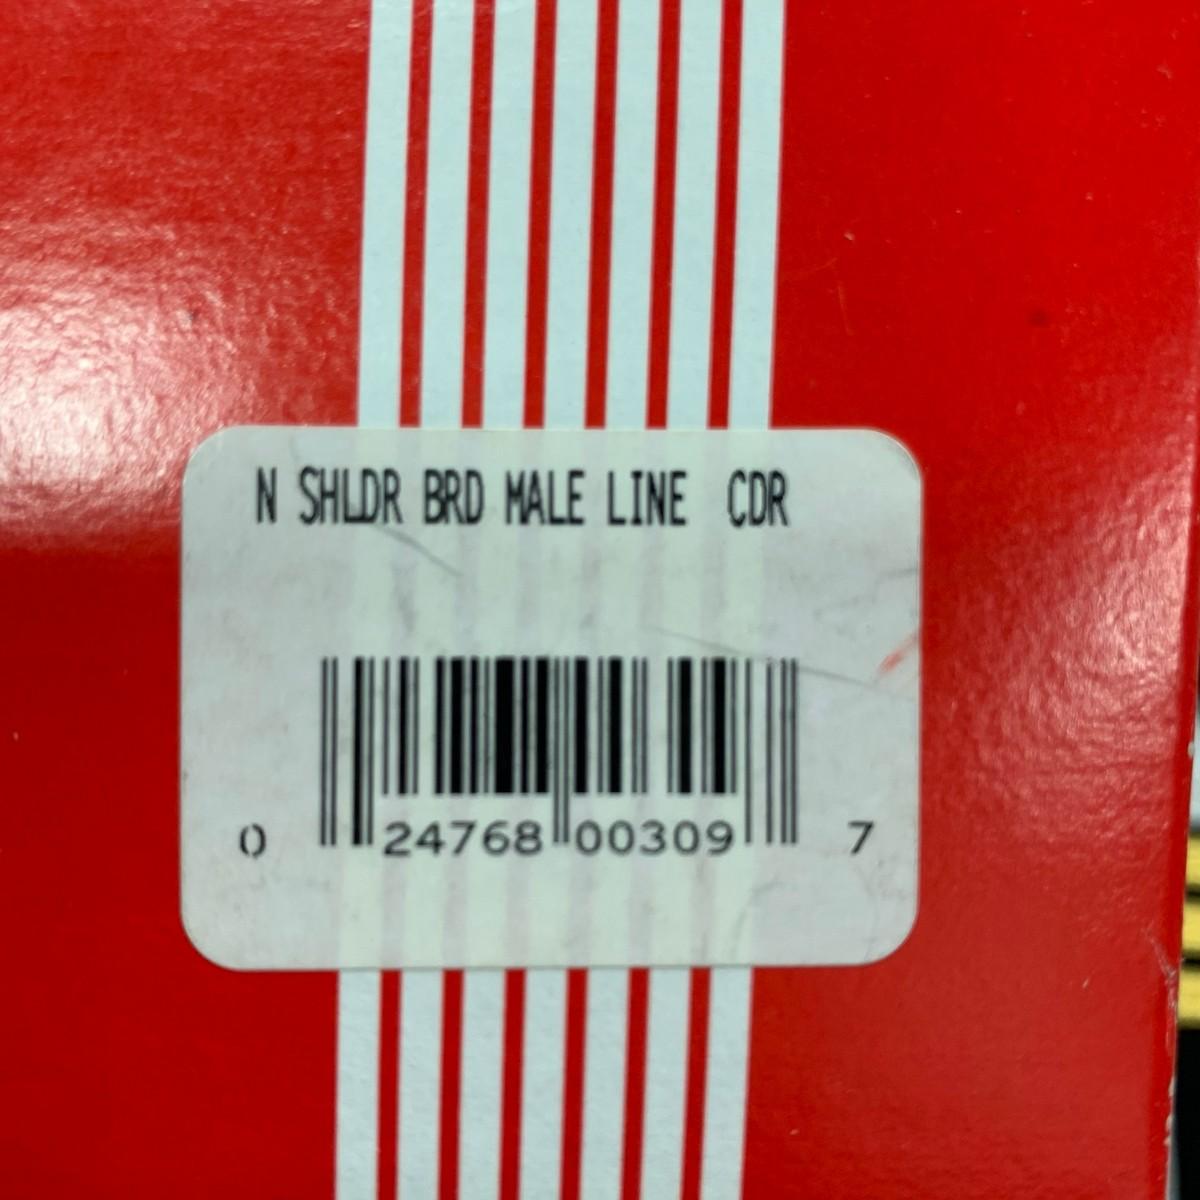 N SHLDR BRD MALE LINE CDR
0 24768 00309 7